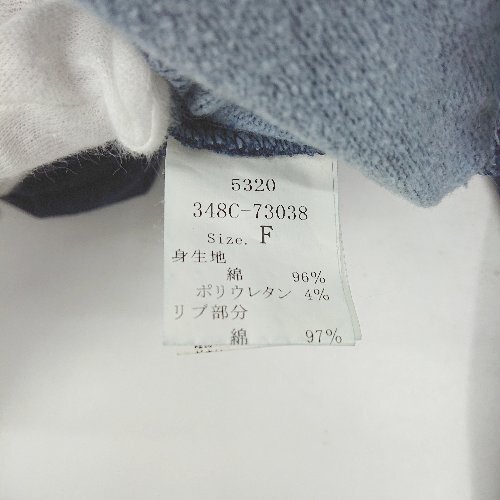 5320
348C-73038
Size. F
身生地
綿 96%
ポリウレタン 4%
リブ部分
綿 97%